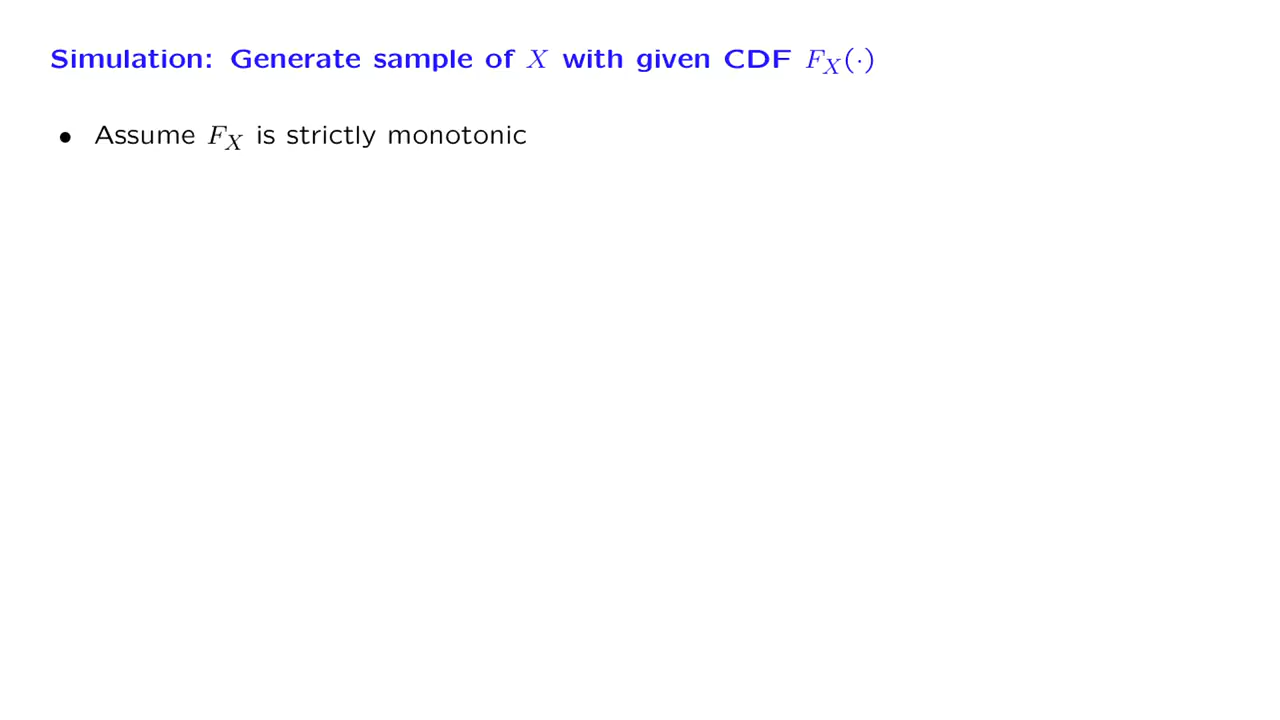 Simulation: Generate sample of X with given CDF F_X(·)
• Assume F_X is strictly monotonic